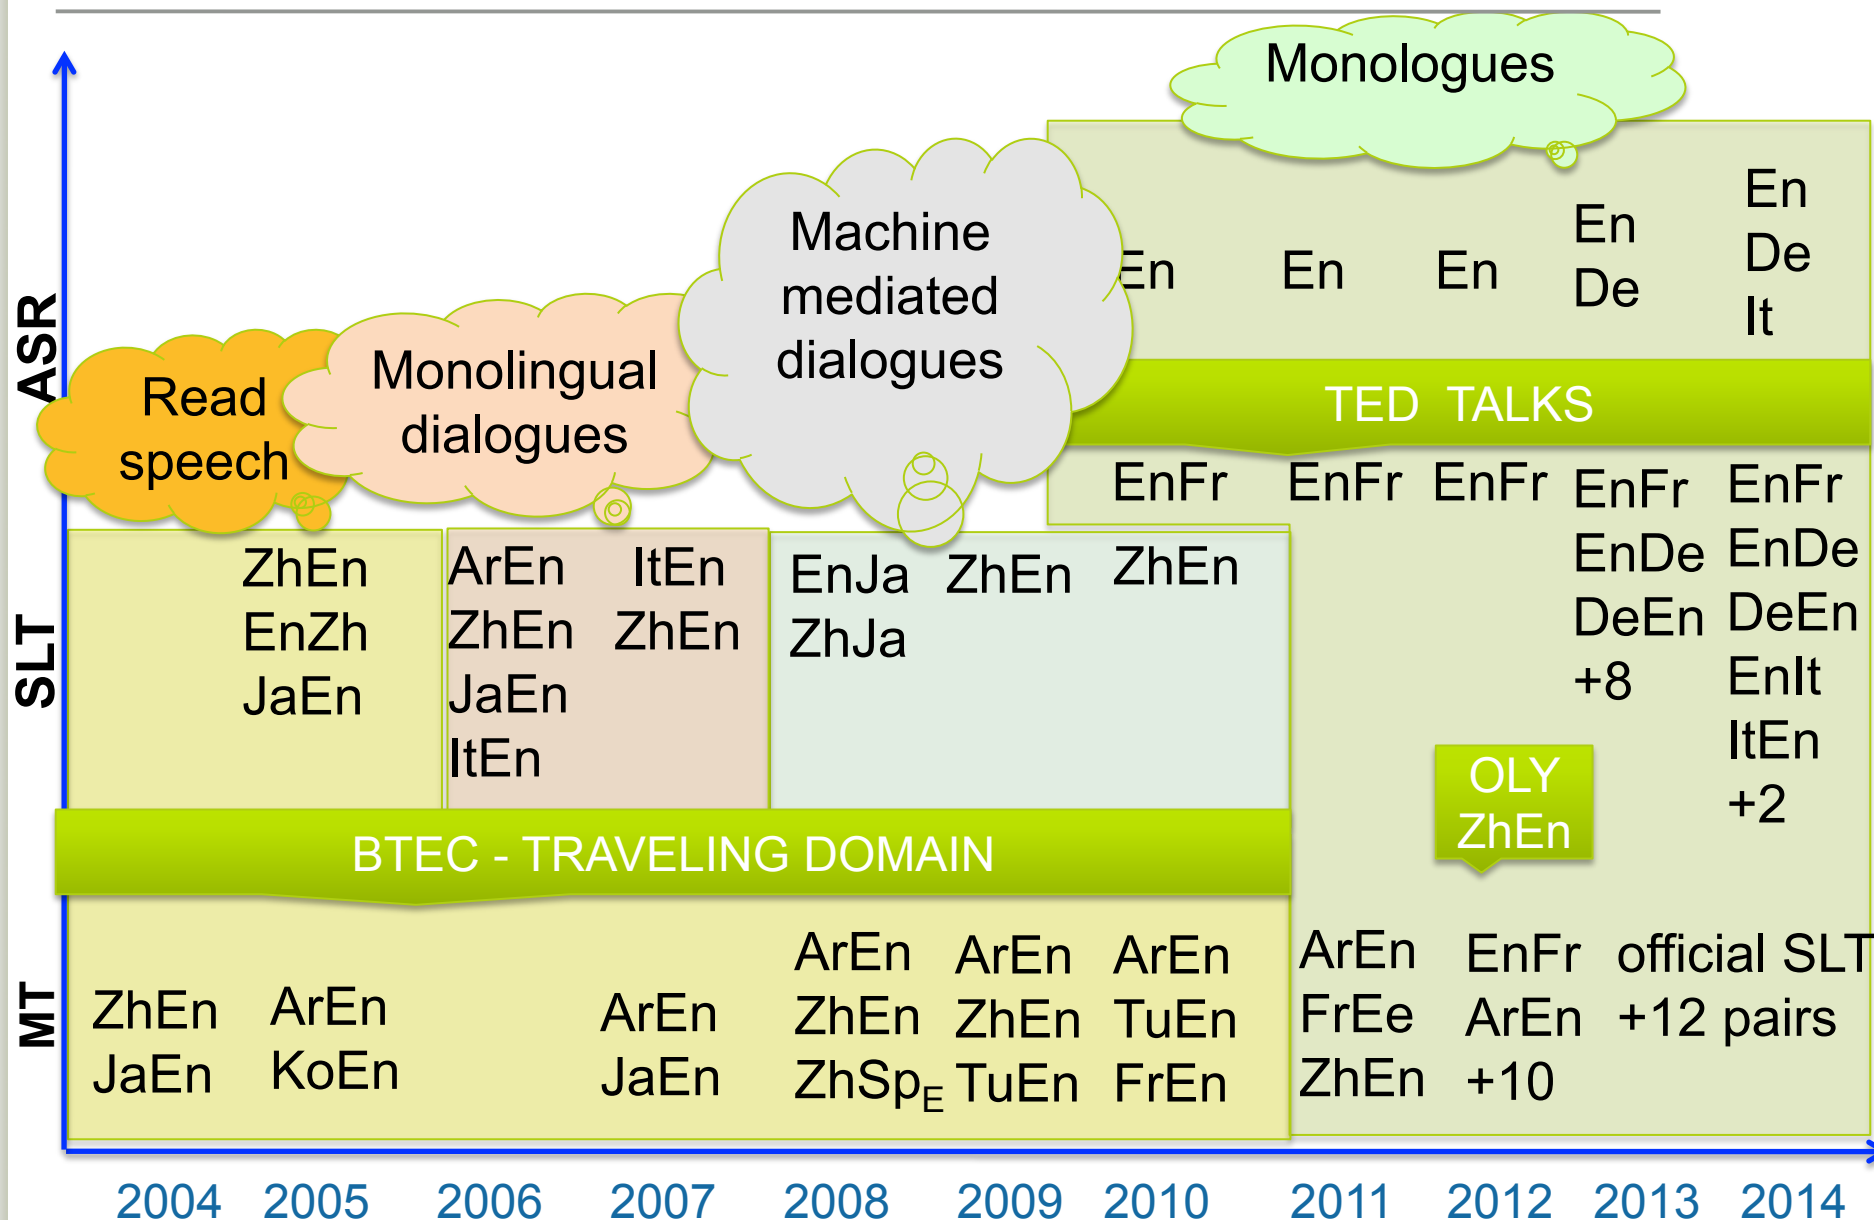 Monologues
Machine
mediated
dialogues
Monolingual
dialogues
Read
speech
ASR
En
En
En
En
De
En
De
It
TED TALKS
SLT
ZhEn
EnZh
JaEn
ArEn
ZhEn
JaEn
ItEn
ItEn
ZhEn
EnJa
ZhJa
ZhEn
EnFr
ZhEn
EnFr
EnFr
EnFr
EnDe
DeEn
+8
EnFr
EnDe
DeEn
EnIt
ItEn
+2
OLY
ZhEn
BTEC - TRAVELING DOMAIN
MT
ZhEn
JaEn
ArEn
KoEn
ArEn
JaEn
ArEn
ZhEn
ZhSpE
ArEn
ZhEn
TuEn
ArEn
TuEn
FrEn
ArEn
FrEe
ZhEn
EnFr
ArEn
+10
official SLT
+12 pairs
2004 2005 2006 2007 2008 2009 2010 2011 2012 2013 2014